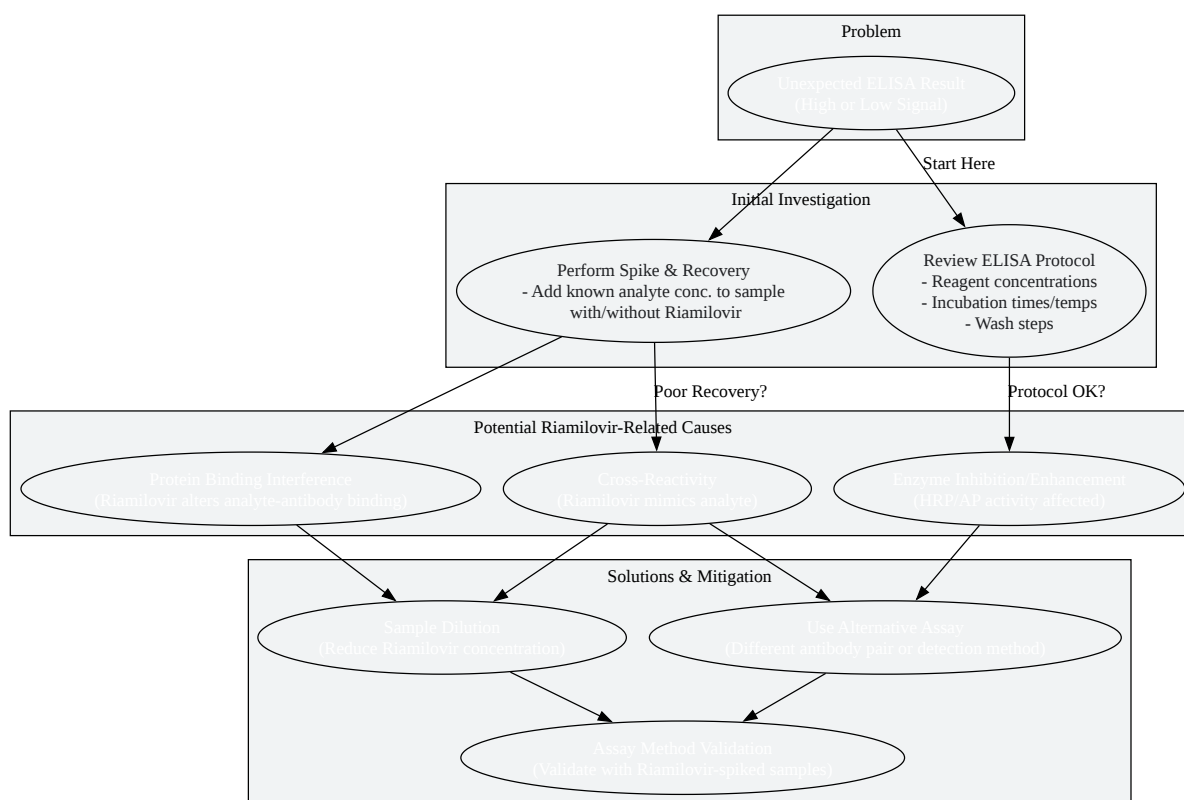 Problem
Unexpected ELISA Result
(High or Low Signal)
Start Here
Initial Investigation
Perform Spike & Recovery
- Add known analyte conc. to sample
with/without Riamilovir
Review ELISA Protocol
- Reagent concentrations
- Incubation times/temps
- Wash steps
Poor Recovery?
Protocol OK?
Potential Riamilovir-Related Causes
Protein Binding Interference
(Riamilovir alters analyte-antibody binding)
Cross-Reactivity
(Riamilovir mimics analyte)
Enzyme Inhibition/Enhancement
(HRP/AP activity affected)
Solutions & Mitigation
Sample Dilution
(Reduce Riamilovir concentration)
Use Alternative Assay
(Different antibody pair or detection method)
Assay Method Validation
(Validate with Riamilovir-spiked samples)